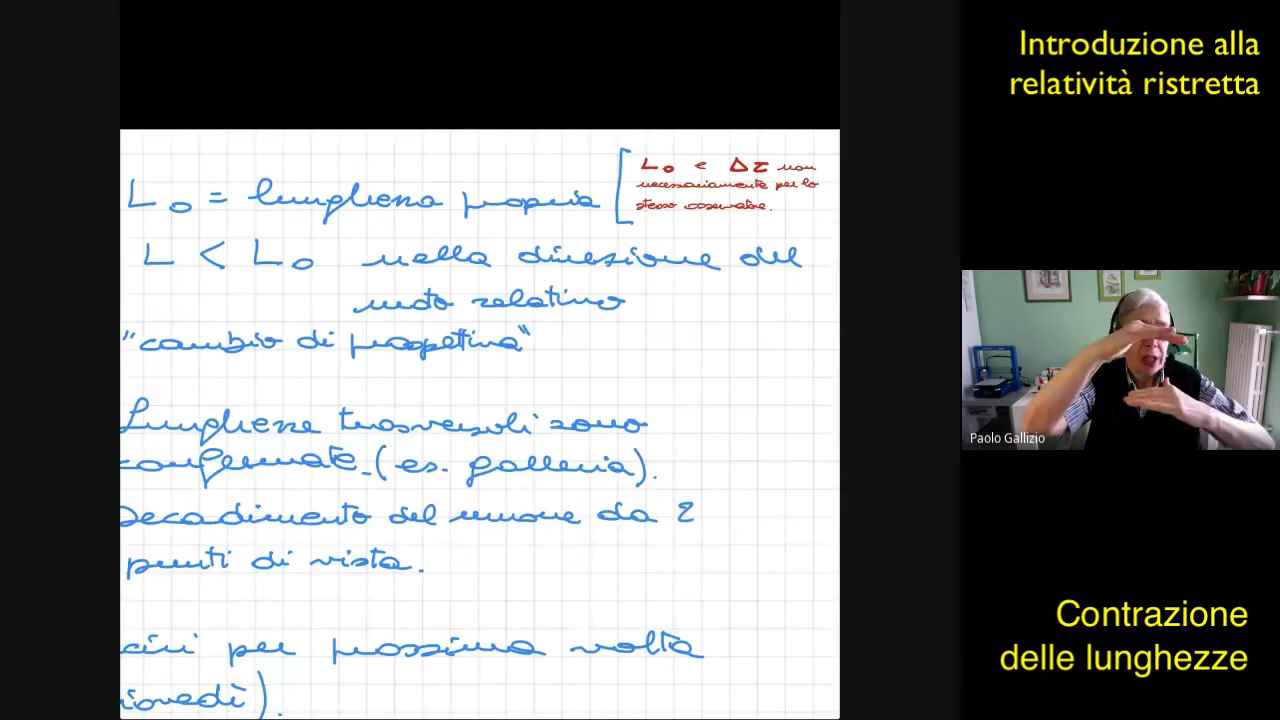 L₀ = lunghezza propria
L₀ e Δτ non
necessariamente per lo
stesso osservatore.
L < L₀ nella direzione del
moto relativo
"cambio di prospettiva"
Lunghezze trasversali sono
confermate (es. galleria).
Decadimento del muone da 2
punti di vista.
cizi per prossima volta
iovedì).
Introduzione alla
relatività ristretta
Paolo Gallizio
Contrazione
delle lunghezze